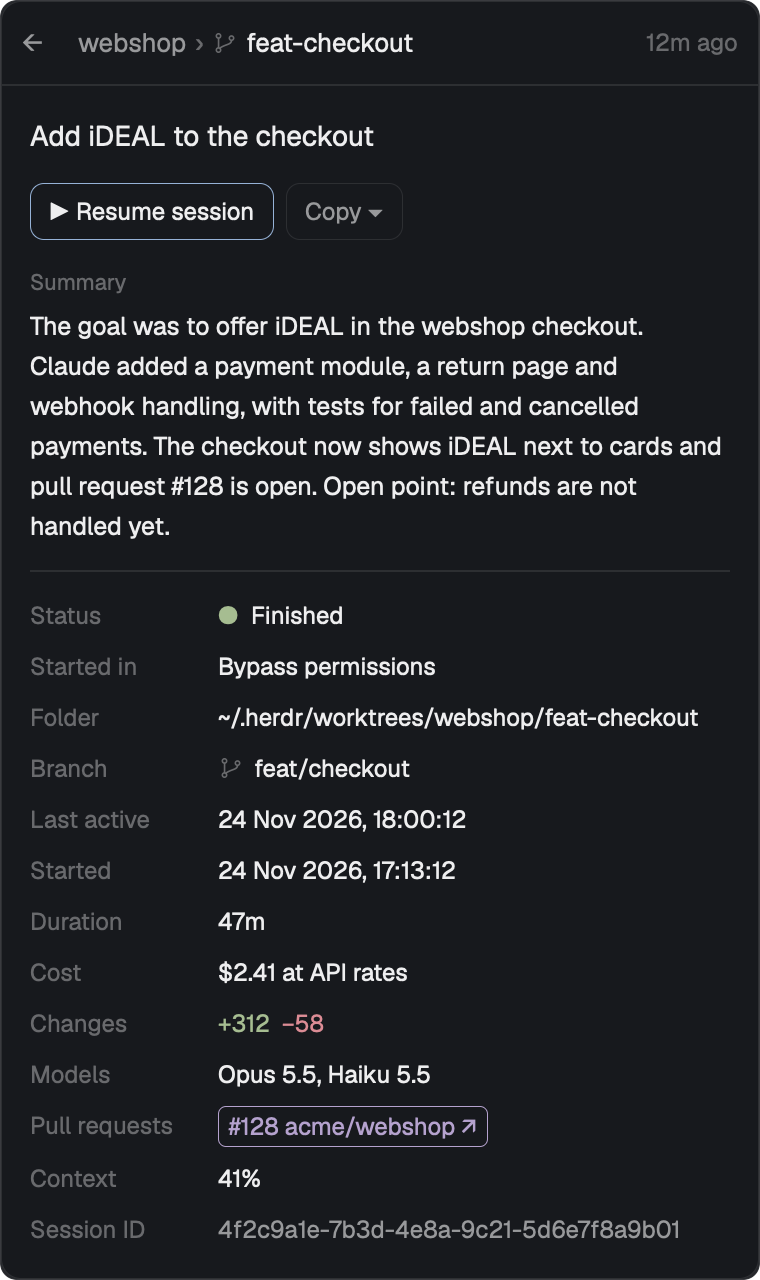 webshop › feat-checkout 12m ago
Add iDEAL to the checkout
Resume session Copy
Summary
The goal was to offer iDEAL in the webshop checkout.
Claude added a payment module, a return page and
webhook handling, with tests for failed and cancelled
payments. The checkout now shows iDEAL next to cards and
pull request #128 is open. Open point: refunds are not
handled yet.
Status Finished
Started in Bypass permissions
Folder ~/.herdr/worktrees/webshop/feat-checkout
Branch feat/checkout
Last active 24 Nov 2026, 18:00:12
Started 24 Nov 2026, 17:13:12
Duration 47m
Cost $2.41 at API rates
Changes +312 −58
Models Opus 5.5, Haiku 5.5
Pull requests #128 acme/webshop ↗
Context 41%
Session ID 4f2c9a1e-7b3d-4e8a-9c21-5d6e7f8a9b01